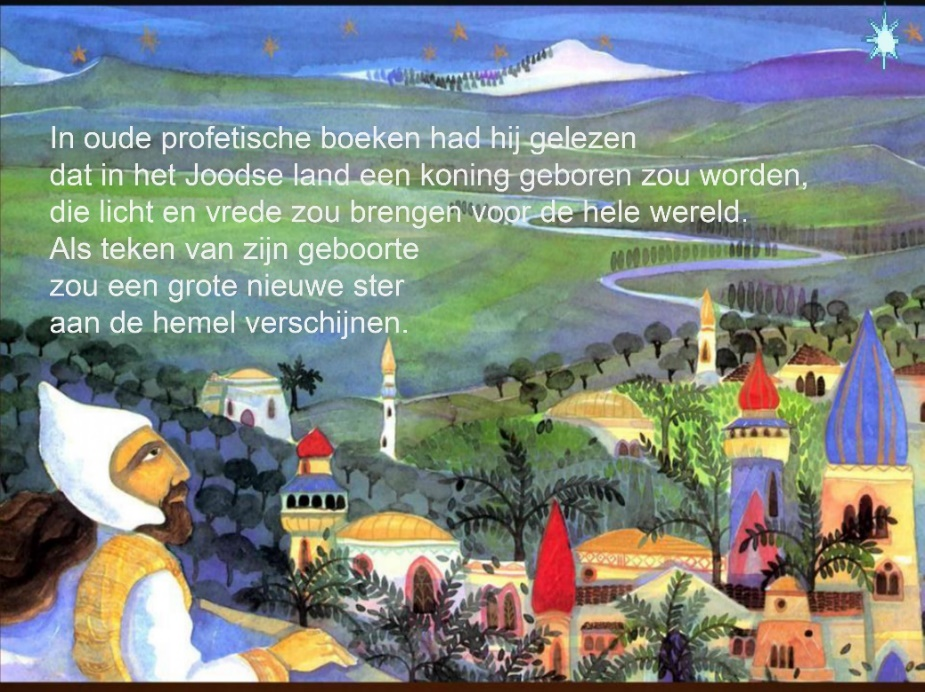 In oude profetische boeken had hij gelezen
dat in het Joodse land een koning geboren zou worden,
die licht en vrede zou brengen voor de hele wereld.
Als teken van zijn geboorte
zou een grote nieuwe ster
aan de hemel verschijnen.